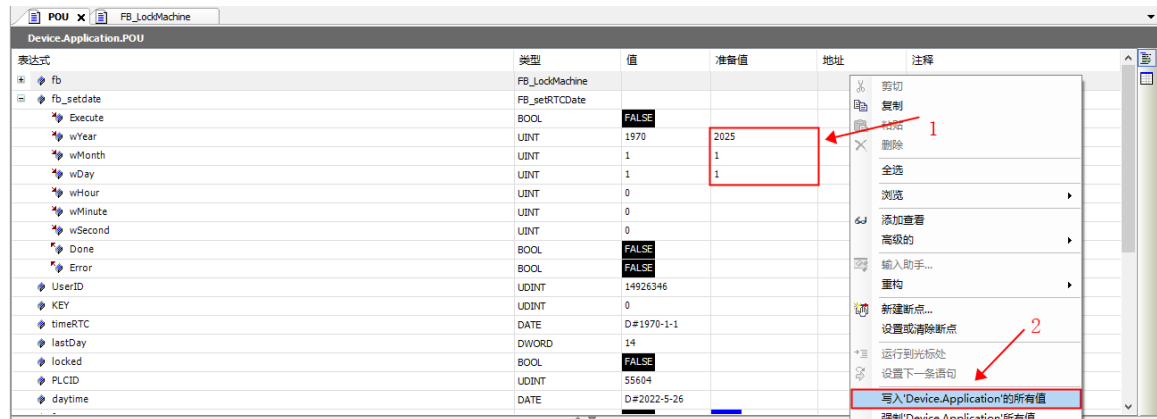 POU FB_LockMachine
Device.Application.POU
表达式 类型 值 准备值 地址 注释
fb FB_LockMachine
fb_setdate FB_setRTCDate
Execute BOOL FALSE
wYear UINT 1970 2025
wMonth UINT 1 1
wDay UINT 1 1
wHour UINT 0
wMinute UINT 0
wSecond UINT 0
Done BOOL FALSE
Error BOOL FALSE
UserID UDINT 14926346
KEY UDINT 0
timeRTC DATE D#1970-1-1
lastDay DWORD 14
locked BOOL FALSE
PLCID UDINT 55604
daytime DATE D#2022-5-26
剪切
复制
粘贴
删除
全选
浏览
添加查看
高级的
输入助手...
重构
新建断点...
设置或清除断点
运行到光标处
设置下一条语句
写入'Device.Application'的所有值
强制'Device.Application'所有值
1
2